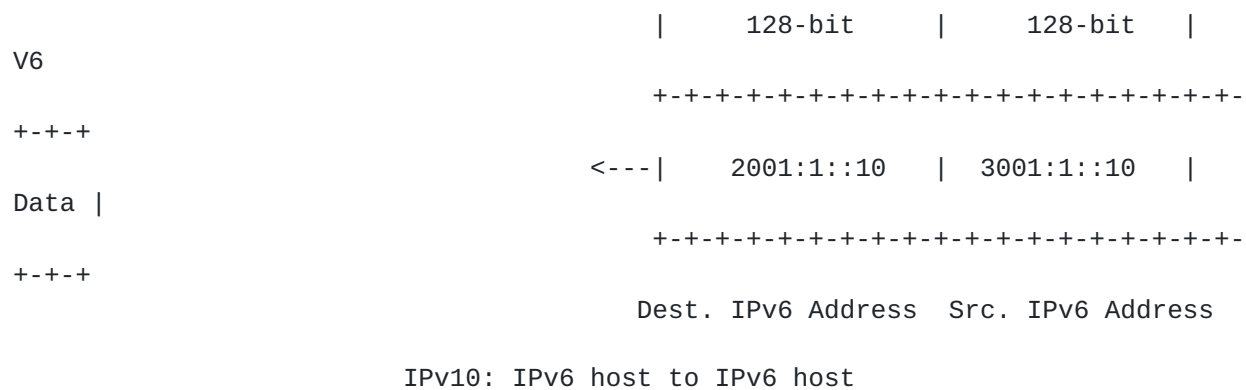 |     128-bit     |     128-bit   |
V6
+-+-+-+-+-+-+-+-+-+-+-+-+-+-+-+-+-+-+-
+-+-+
<---|    2001:1::10   |  3001:1::10   |
Data |
+-+-+-+-+-+-+-+-+-+-+-+-+-+-+-+-+-+-+-
+-+-+
Dest. IPv6 Address  Src. IPv6 Address
IPv10: IPv6 host to IPv6 host